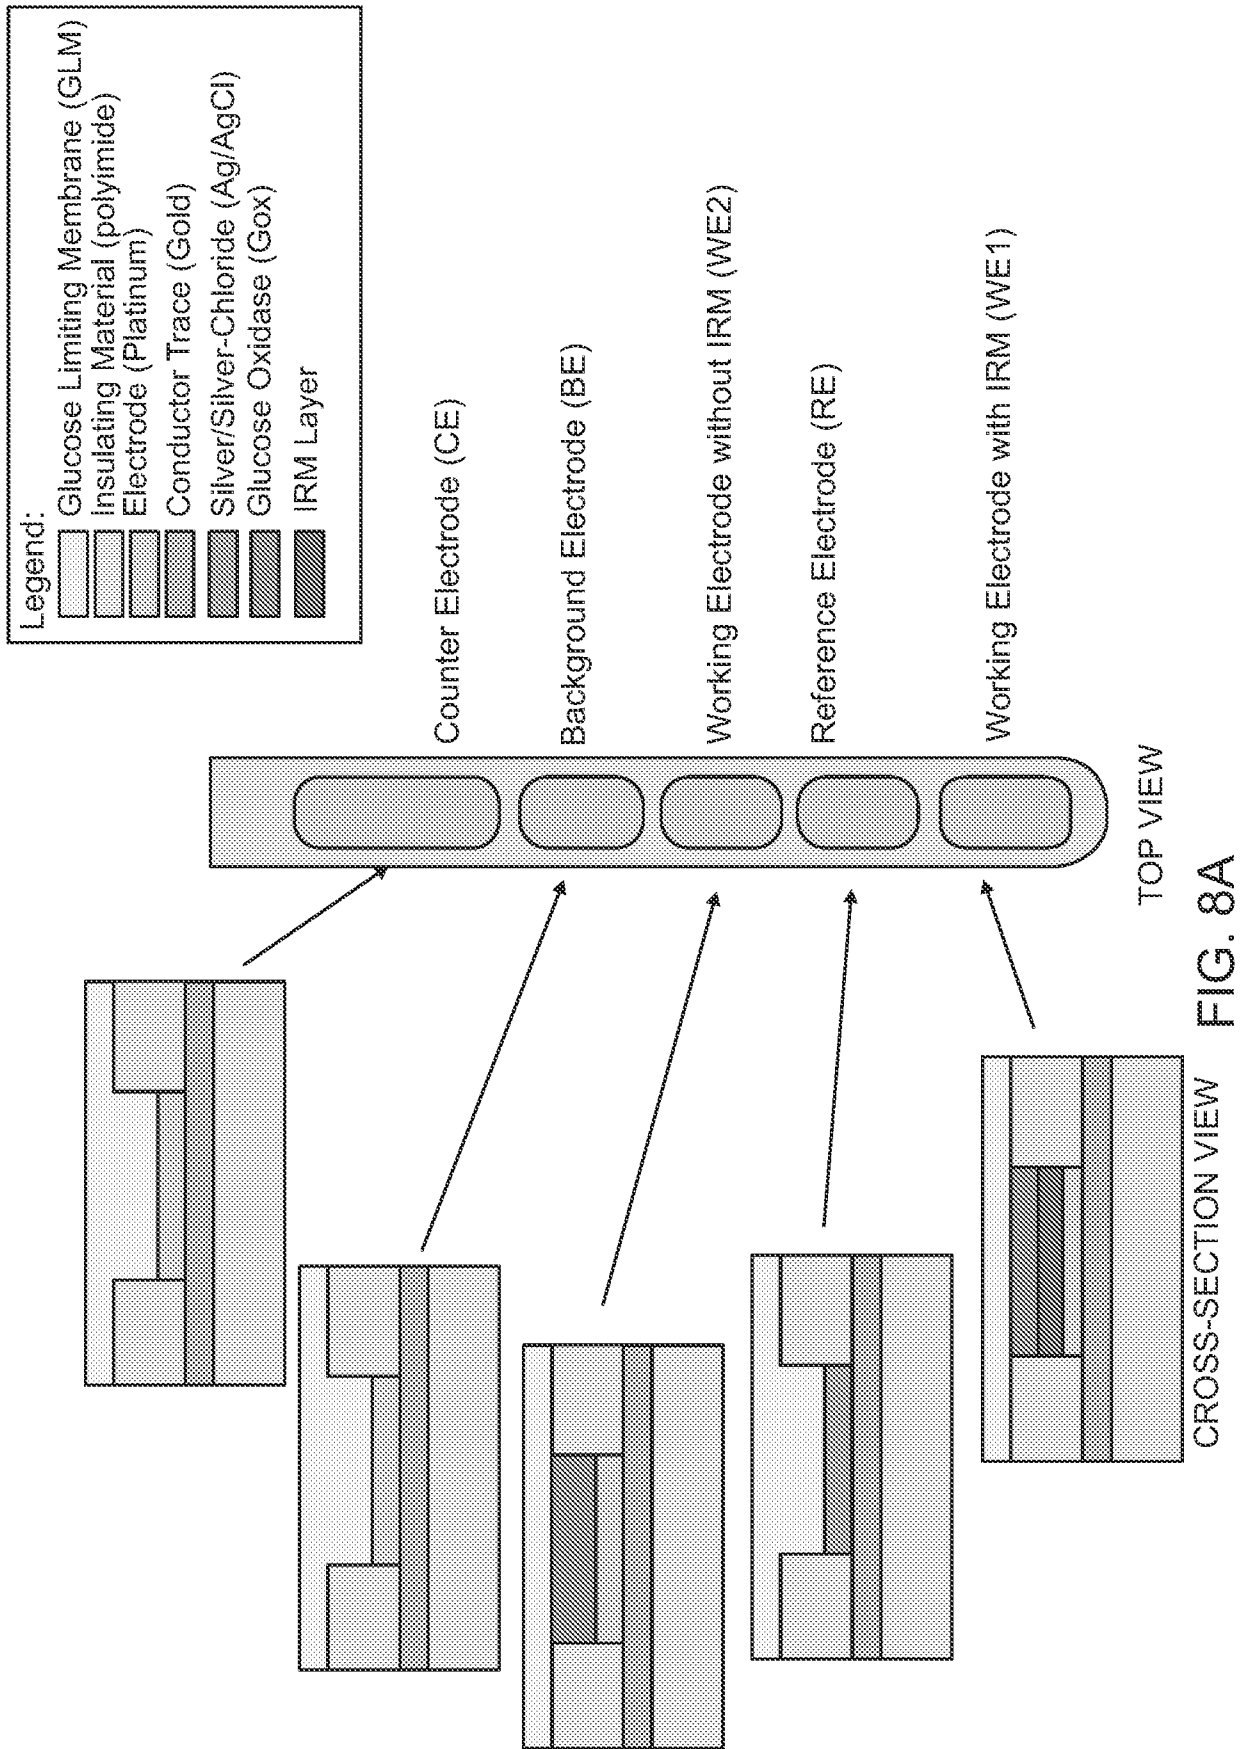 Legend:
Glucose Limiting Membrane (GLM)
Insulating Material (polyimide)
Electrode (Platinum)
Conductor Trace (Gold)
Silver/Silver-Chloride (Ag/AgCl)
Glucose Oxidase (Gox)
IRM Layer
Counter Electrode (CE)
Background Electrode (BE)
Working Electrode without IRM (WE2)
Reference Electrode (RE)
Working Electrode with IRM (WE1)
TOP VIEW
CROSS-SECTION VIEW
FIG. 8A